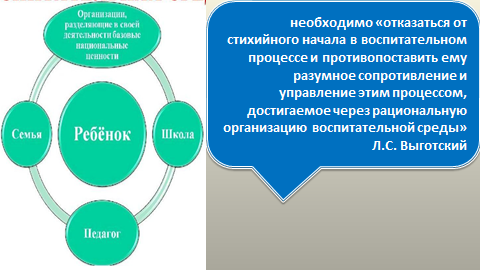 Организации,
разделяющие в своей
деятельности базовые
национальные
ценности
Семья
Ребёнок
Школа
Педагог
необходимо «отказаться от
стихийного начала в воспитательном
процессе и противопоставить ему
разумное сопротивление и
управление этим процессом,
достигаемое через рациональную
организацию воспитательной среды»
Л.С. Выготский